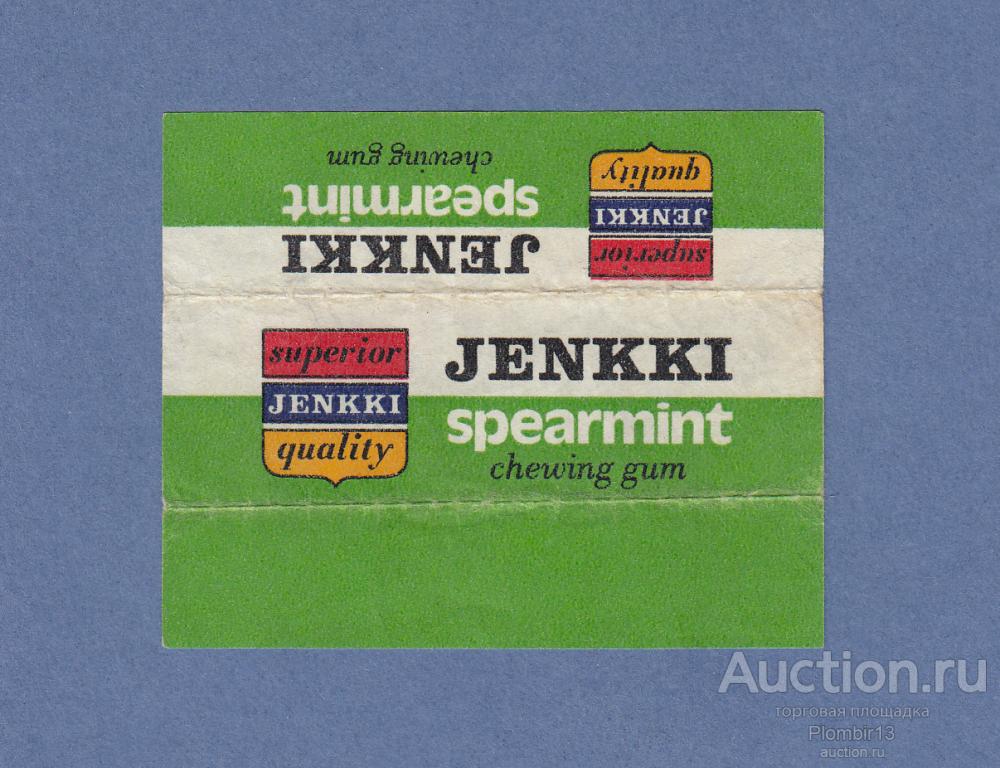 chewing gum
spearmint
JENKKI
quality
JENKKI
superior
superior
JENKKI
quality
JENKKI
spearmint
chewing gum
Auction.ru
торговая площадка
Plombir13
auction.ru